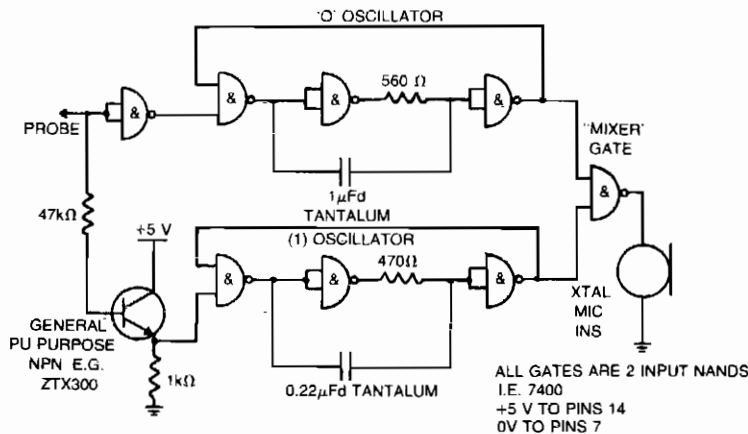 'O' OSCILLATOR
560 Ω
&
&
&
&
PROBE
"MIXER"
GATE
&
1μFd
TANTALUM
47kΩ
+5 V
(1) OSCILLATOR
470Ω
&
&
&
XTAL
MIC
INS
GENERAL
PU PURPOSE
NPN E.G.
ZTX300
1kΩ
0.22μFd TANTALUM
ALL GATES ARE 2 INPUT NANDS
I.E. 7400
+5 V TO PINS 14
0V TO PINS 7